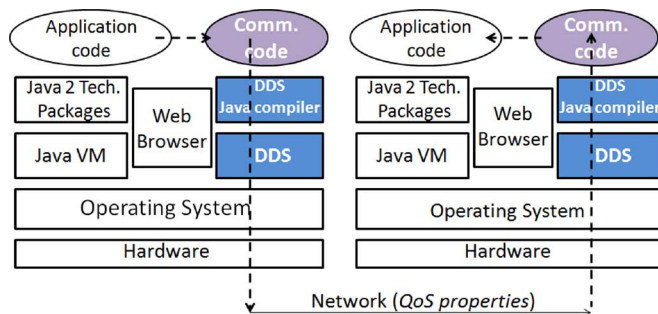 Application
code
Comm.
code
Java 2 Tech.
Packages
Web
Browser
DDS
Java compiler
Java VM
DDS
Operating System
Hardware
Application
code
Comm.
code
Java 2 Tech.
Packages
Web
Browser
DDS
Java compiler
Java VM
DDS
Operating System
Hardware
Network (QoS properties)